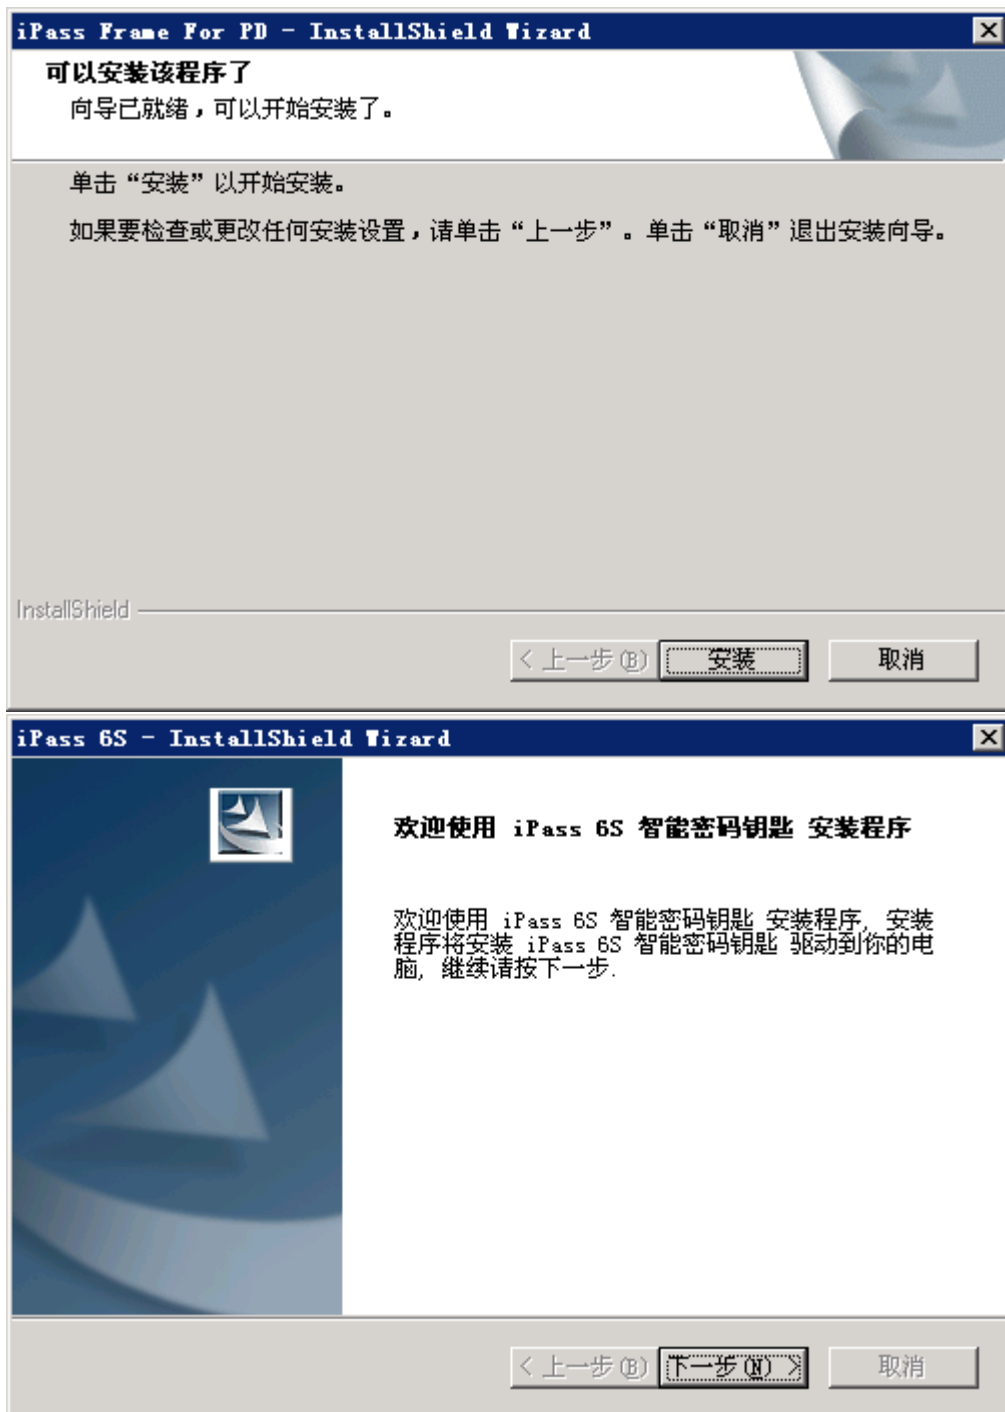 iPass Frame For PD - InstallShield Wizard
可以安装该程序了
向导已就绪，可以开始安装了。
单击“安装”以开始安装。
如果要检查或更改任何安装设置，请单击“上一步”。单击“取消”退出安装向导。
InstallShield
< 上一步(B)
安装
取消
iPass 6S - InstallShield Wizard
欢迎使用 iPass 6S 智能密码钥匙 安装程序
欢迎使用 iPass 6S 智能密码钥匙 安装程序, 安装
程序将安装 iPass 6S 智能密码钥匙 驱动到你的电
脑, 继续请按下一步.
< 上一步(B)
下一步(N) >
取消